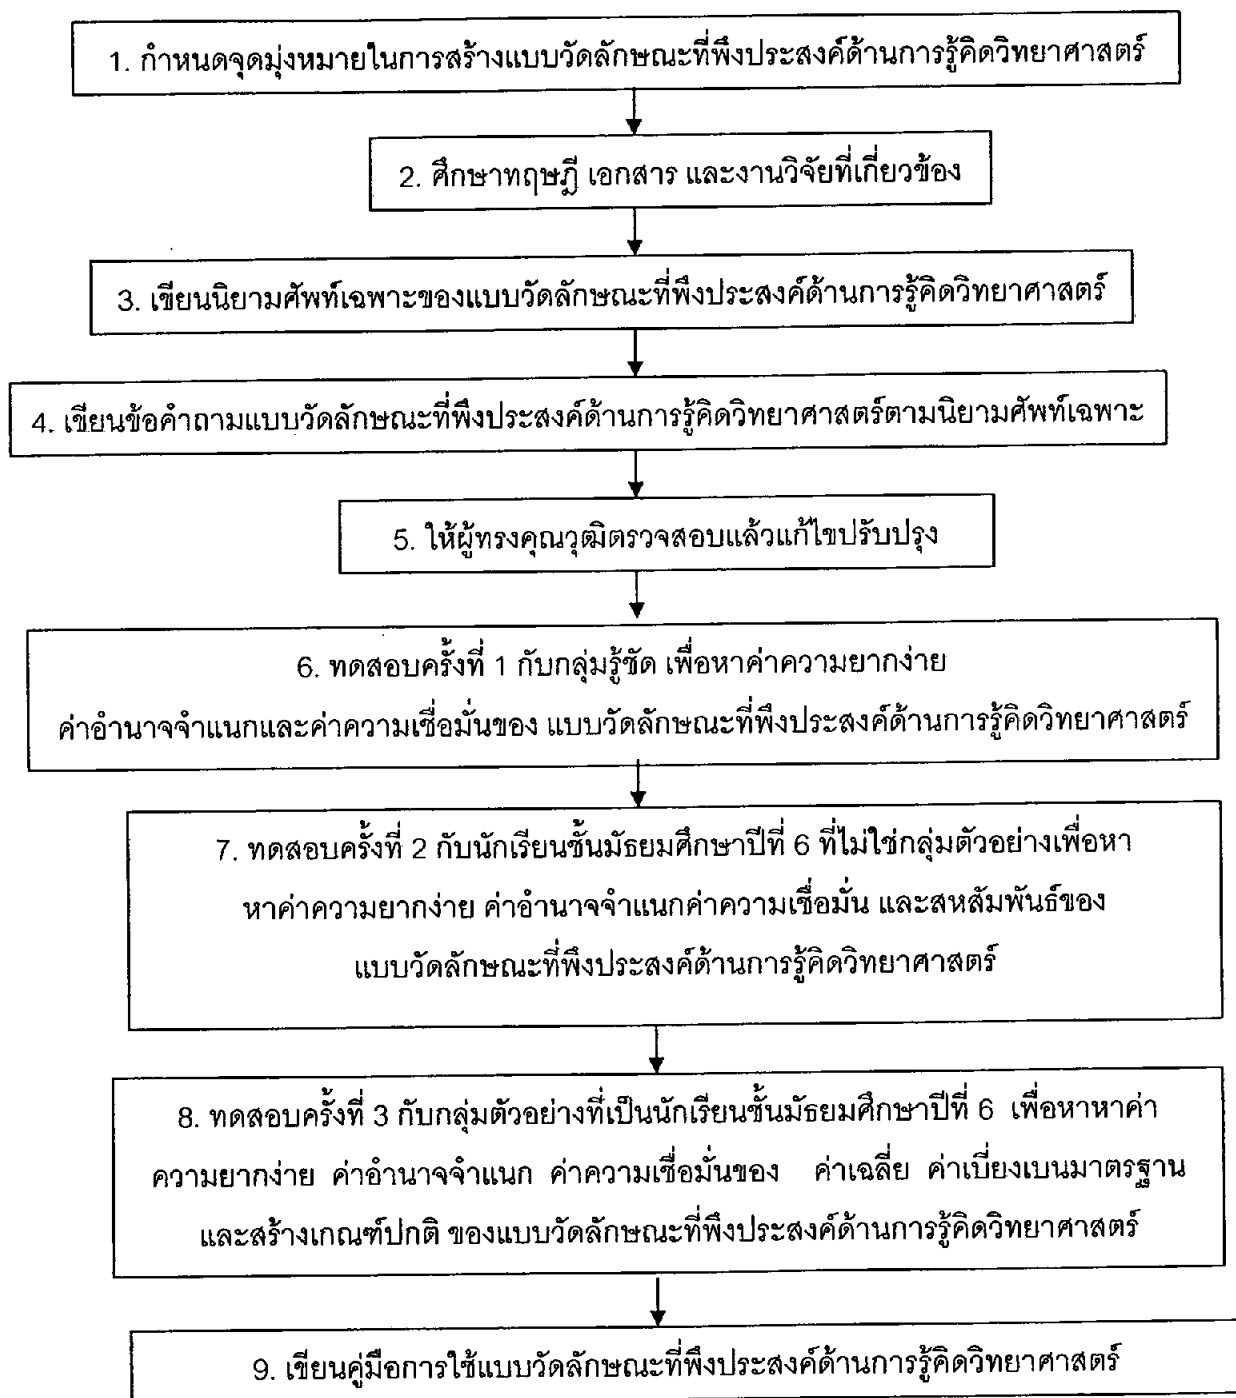 1. กำหนดจุดมุ่งหมายในการสร้างแบบวัดลักษณะที่พึงประสงค์ด้านการรู้คิดวิทยาศาสตร์
2. ศึกษาทฤษฎี เอกสาร และงานวิจัยที่เกี่ยวข้อง
3. เขียนนิยามศัพท์เฉพาะของแบบวัดลักษณะที่พึงประสงค์ด้านการรู้คิดวิทยาศาสตร์
4. เขียนข้อคำถามแบบวัดลักษณะที่พึงประสงค์ด้านการรู้คิดวิทยาศาสตร์ตามนิยามศัพท์เฉพาะ
5. ให้ผู้ทรงคุณวุฒิตรวจสอบแล้วแก้ไขปรับปรุง
6. ทดสอบครั้งที่ 1 กับกลุ่มรู้ชัด เพื่อหาค่าความยากง่าย
ค่าอำนาจจำแนกและค่าความเชื่อมั่นของ แบบวัดลักษณะที่พึงประสงค์ด้านการรู้คิดวิทยาศาสตร์
7. ทดสอบครั้งที่ 2 กับนักเรียนชั้นมัธยมศึกษาปีที่ 6 ที่ไม่ใช่กลุ่มตัวอย่างเพื่อหา
หาค่าความยากง่าย ค่าอำนาจจำแนกค่าความเชื่อมั่น และสหสัมพันธ์ของ
แบบวัดลักษณะที่พึงประสงค์ด้านการรู้คิดวิทยาศาสตร์
8. ทดสอบครั้งที่ 3 กับกลุ่มตัวอย่างที่เป็นนักเรียนชั้นมัธยมศึกษาปีที่ 6 เพื่อหาหาค่า
ความยากง่าย ค่าอำนาจจำแนก ค่าความเชื่อมั่นของ ค่าเฉลี่ย ค่าเบี่ยงเบนมาตรฐาน
และสร้างเกณฑ์ปกติ ของแบบวัดลักษณะที่พึงประสงค์ด้านการรู้คิดวิทยาศาสตร์
9. เขียนคู่มือการใช้แบบวัดลักษณะที่พึงประสงค์ด้านการรู้คิดวิทยาศาสตร์